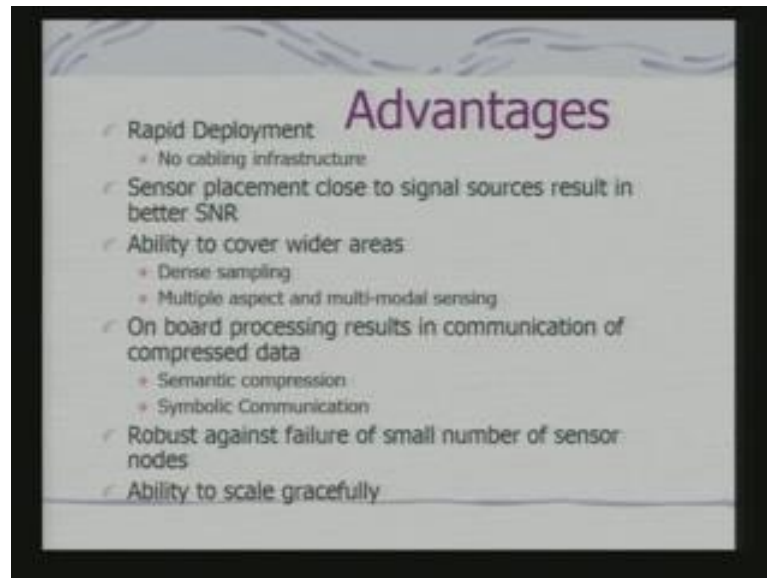 Advantages
Rapid Deployment
No cabling infrastructure
Sensor placement close to signal sources result in
better SNR
Ability to cover wider areas
Dense sampling
Multiple aspect and multi-modal sensing
On board processing results in communication of
compressed data
Semantic compression
Symbolic Communication
Robust against failure of small number of sensor
nodes
Ability to scale gracefully